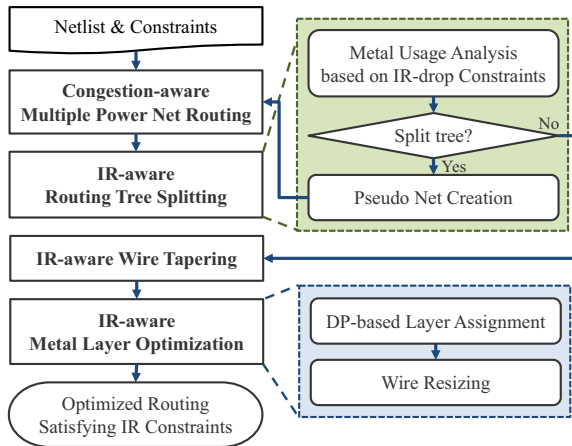 Netlist & Constraints
Congestion-aware
Multiple Power Net Routing
IR-aware
Routing Tree Splitting
Metal Usage Analysis
based on IR-drop Constraints
Split tree?
No
Yes
Pseudo Net Creation
IR-aware Wire Tapering
IR-aware
Metal Layer Optimization
DP-based Layer Assignment
Wire Resizing
Optimized Routing
Satisfying IR Constraints